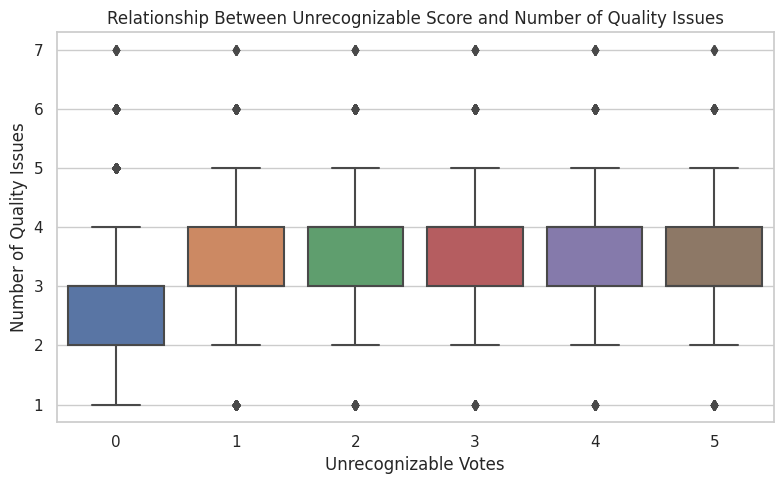 Relationship Between Unrecognizable Score and Number of Quality Issues
Number of Quality Issues
7
6
5
4
3
2
1
0 1 2 3 4 5
Unrecognizable Votes